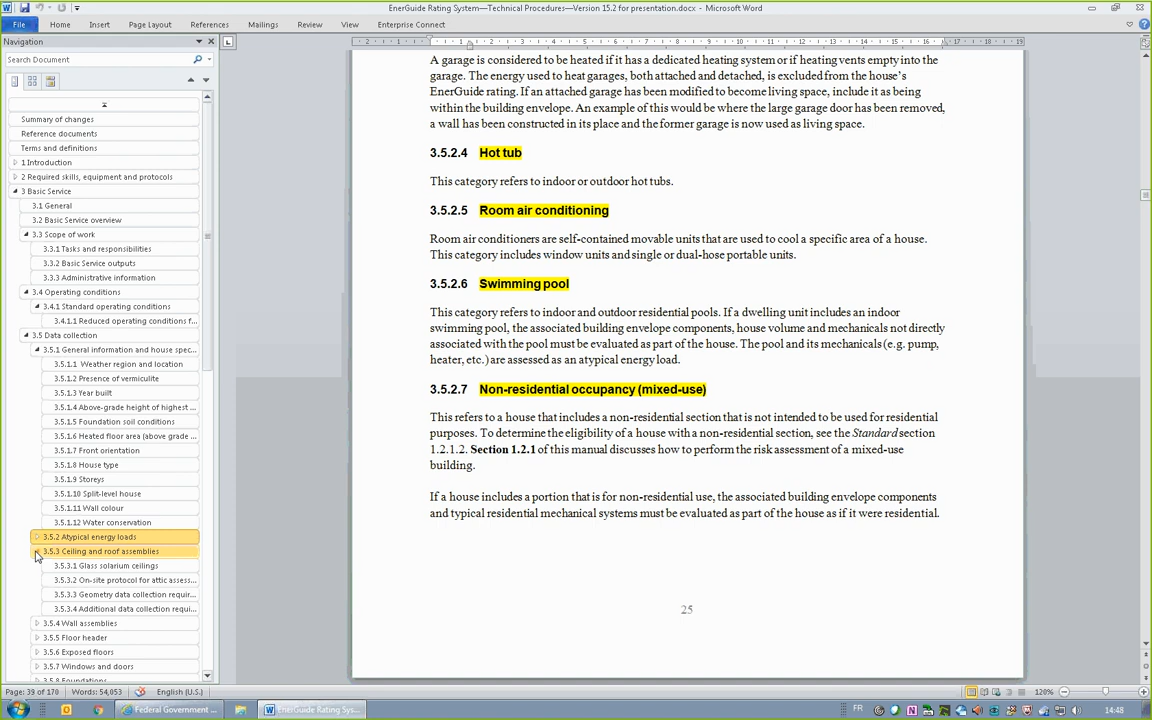 EnerGuide Rating System—Technical Procedures—Version 15.2 for presentation.docx - Microsoft Word
File Home Insert Page Layout References Mailings Review View Enterprise Connect
Navigation
Search Document
Summary of changes
Reference documents
Terms and definitions
1 Introduction
2 Required skills, equipment and protocols
3 Basic Service
3.1 General
3.2 Basic Service overview
3.3 Scope of work
3.3.1 Tasks and responsibilities
3.3.2 Basic Service outputs
3.3.3 Administrative information
3.4 Operating conditions
3.4.1 Standard operating conditions
3.4.1.1 Reduced operating conditions f...
3.5 Data collection
3.5.1 General information and house spec...
3.5.1.1 Weather region and location
3.5.1.2 Presence of vermiculite
3.5.1.3 Year built
3.5.1.4 Above-grade height of highest ...
3.5.1.5 Foundation soil conditions
3.5.1.6 Heated floor area (above grade ...
3.5.1.7 Front orientation
3.5.1.8 House type
3.5.1.9 Storeys
3.5.1.10 Split-level house
3.5.1.11 Wall colour
3.5.1.12 Water conservation
3.5.2 Atypical energy loads
3.5.3 Ceiling and roof assemblies
3.5.3.1 Glass solarium ceilings
3.5.3.2 On-site protocol for attic assess...
3.5.3.3 Geometry data collection requir...
3.5.3.4 Additional data collection requi...
3.5.4 Wall assemblies
3.5.5 Floor header
3.5.6 Exposed floors
3.5.7 Windows and doors
3.5.8 Foundations
2 1 1 2 3 4 5 6 7 8 9 10 11 12 13 14 15 16 17 18 19
A garage is considered to be heated if it has a dedicated heating system or if heating vents empty into the
garage. The energy used to heat garages, both attached and detached, is excluded from the house's
EnerGuide rating. If an attached garage has been modified to become living space, include it as being
within the building envelope. An example of this would be where the large garage door has been removed,
a wall has been constructed in its place and the former garage is now used as living space.
3.5.2.4 Hot tub
This category refers to indoor or outdoor hot tubs.
3.5.2.5 Room air conditioning
Room air conditioners are self-contained movable units that are used to cool a specific area of a house.
This category includes window units and single or dual-hose portable units.
3.5.2.6 Swimming pool
This category refers to indoor and outdoor residential pools. If a dwelling unit includes an indoor
swimming pool, the associated building envelope components, house volume and mechanicals not directly
associated with the pool must be evaluated as part of the house. The pool and its mechanicals (e.g. pump,
heater, etc.) are assessed as an atypical energy load.
3.5.2.7 Non-residential occupancy (mixed-use)
This refers to a house that includes a non-residential section that is not intended to be used for residential
purposes. To determine the eligibility of a house with a non-residential section, see the Standard section
1.2.1.2. Section 1.2.1 of this manual discusses how to perform the risk assessment of a mixed-use
building.
If a house includes a portion that is for non-residential use, the associated building envelope components
and typical residential mechanical systems must be evaluated as part of the house as if it were residential.
25
Page: 39 of 170 Words: 54,053 English (U.S.) 120%
Federal Government ... EnerGuide Rating Sys... FR 14:48